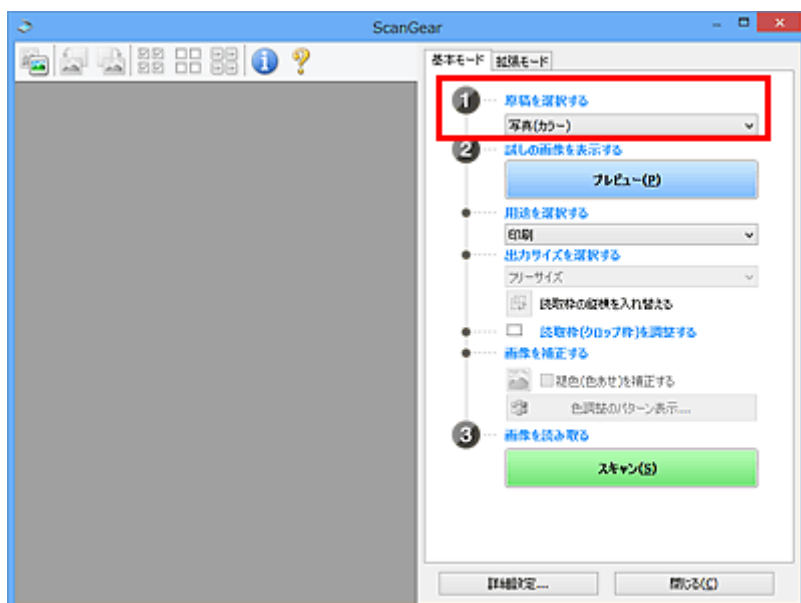 ScanGear
基本モード 拡張モード
1 原稿を選択する
写真(カラー)
2 試しの画像を表示する
プレビュー(P)
用途を選択する
印刷
出力サイズを選択する
フリーサイズ
読取枠の縦横を入れ替える
読取枠(クロップ枠)を調整する
画像を補正する
褪色(色あせ)を補正する
色調整のパターン表示...
3 画像を読み取る
スキャン(S)
詳細設定... 閉じる(C)